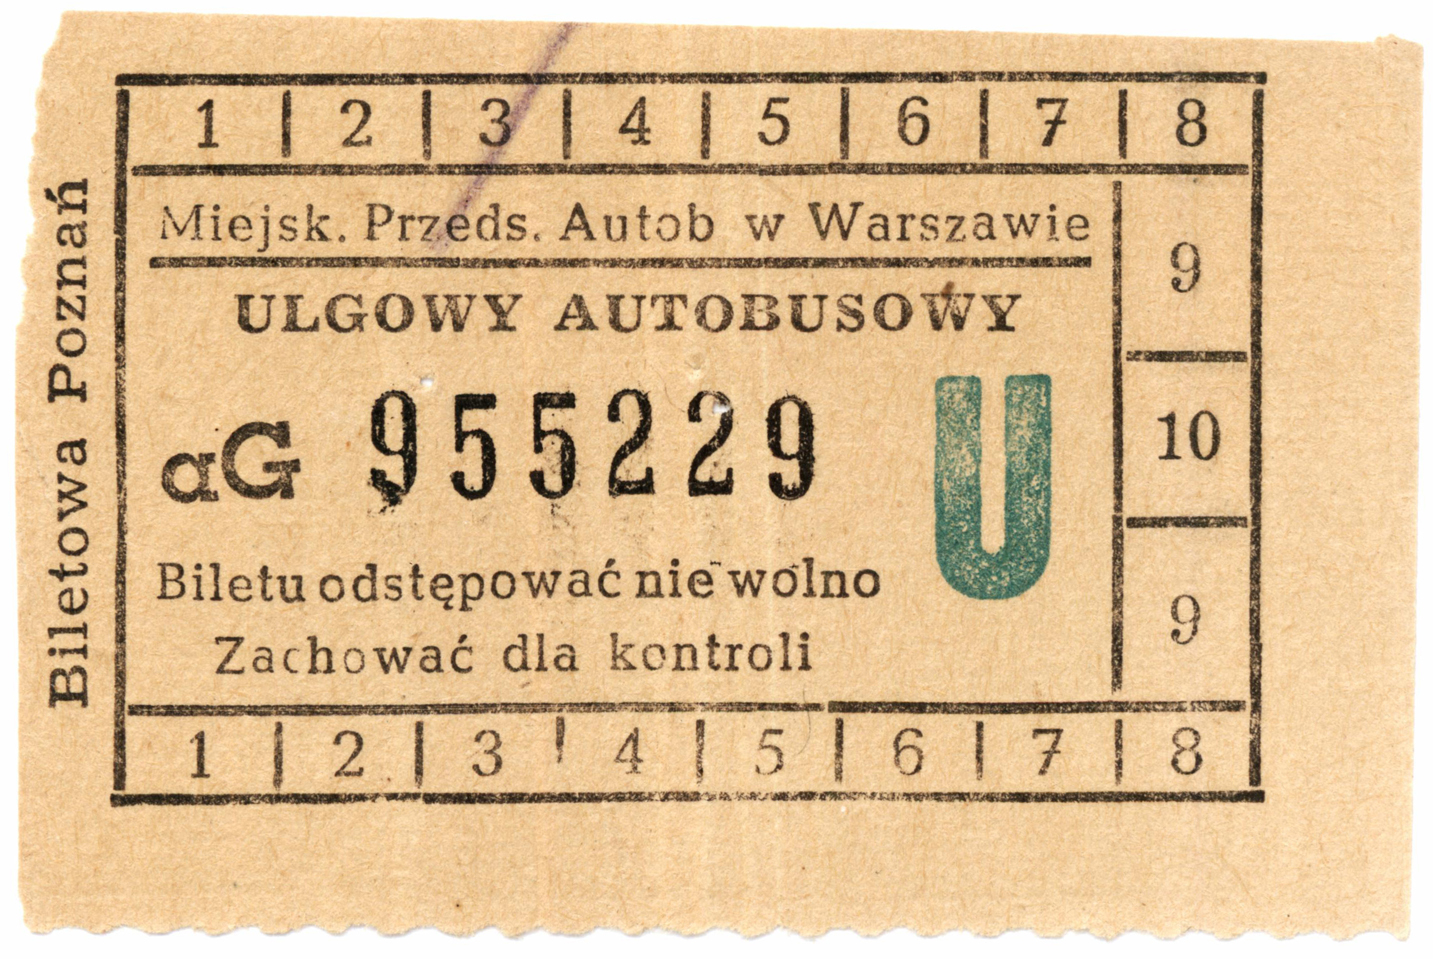 1 | 2 | 3 | 4 | 5 | 6 | 7 | 8
Miejsk. Przeds. Autob w Warszawie
9
ULGOWY AUTOBUSOWY
aG 955229
U
10
Biletu odstępować nie wolno
9
Zachować dla kontroli
1 | 2 | 3 | 4 | 5 | 6 | 7 | 8
Biletowa Poznań